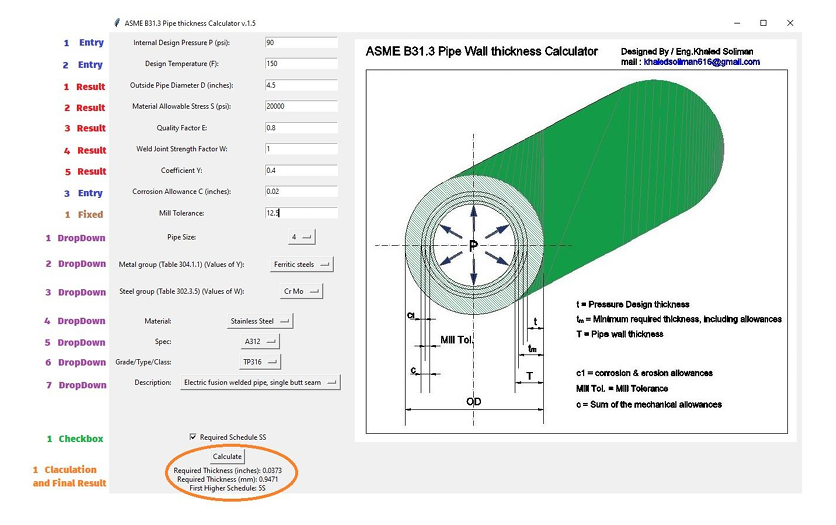 ASME B31.3 Pipe thickness Calculator v.1.5
1 Entry Internal Design Pressure P (psi): 90
2 Entry Design Temperature (F): 150
1 Result Outside Pipe Diameter D (inches): 4.5
2 Result Material Allowable Stress S (psi): 20000
3 Result Quality Factor E: 0.8
4 Result Weld Joint Strength Factor W: 1
5 Result Coefficient Y: 0.4
3 Entry Corrosion Allowance C (inches): 0.02
1 Fixed Mill Tolerance: 12.5
1 DropDown Pipe Size: 4
2 DropDown Metal group (Table 304.1.1) (Values of Y): Ferritic steels
3 DropDown Steel group (Table 302.3.5) (Values of W): Cr Mo
4 DropDown Material: Stainless Steel
5 DropDown Spec: A312
6 DropDown Grade/Type/Class: TP316
7 DropDown Description: Electric fusion welded pipe, single butt seam
1 Checkbox Required Schedule SS
Calculate
1 Claculation
and Final Result
Required Thickness (inches): 0.0373
Required Thickness (mm): 0.9471
First Higher Schedule: 5S
ASME B31.3 Pipe Wall thickness Calculator
Designed By / Eng.Khaled Soliman
mail : khaledsoliman616@gmail.com
P
c1
Mill Tol.
c
t
tm
T
OD
t = Pressure Design thickness
tm = Minimum required thickness, including allowances
T = Pipe wall thickness
c1 = corrosion & erosion allowances
Mill Tol. = Mill Tolerance
c = Sum of the mechanical allowances